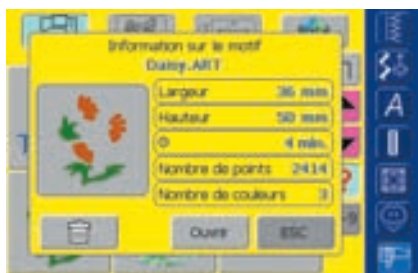 Information sur le motif
Daisy.ART
Largeur 36 mm
Hauteur 50 mm
4 min.
Nombre de points 2414
Nombre de couleurs 3
Ouvrir ESC
A